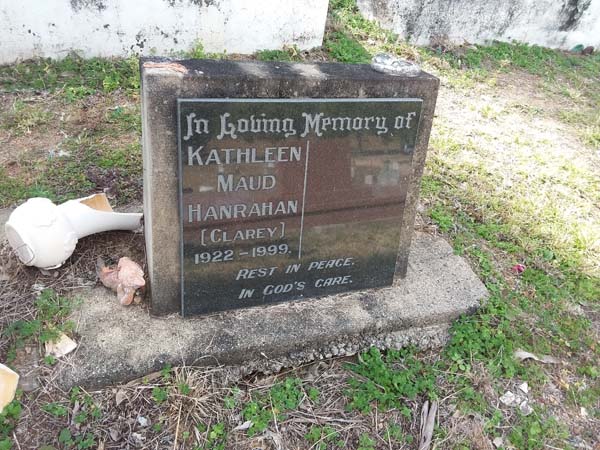 In Loving Memory of
KATHLEEN
MAUD
HANRAHAN
[CLAREY]
1922-1999.
REST IN PEACE.
IN GOD'S CARE.